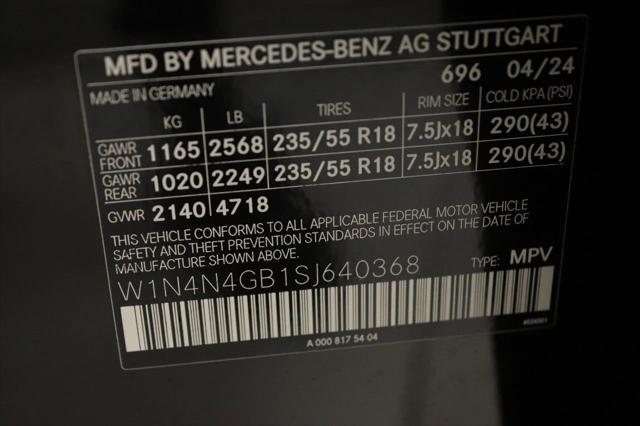 MFD BY MERCEDES-BENZ AG STUTTGART
696 04/24
MADE IN GERMANY
KG LB TIRES RIM SIZE COLD KPA (PSI)
GAWR FRONT 1165 2568 235/55 R18 7.5Jx18 290(43)
GAWR REAR 1020 2249 235/55 R18 7.5Jx18 290(43)
GVWR 2140 4718
THIS VEHICLE CONFORMS TO ALL APPLICABLE FEDERAL MOTOR VEHICLE
SAFETY AND THEFT PREVENTION STANDARDS IN EFFECT ON THE DATE OF
MANUFACTURE SHOWN ABOVE.
W1N4N4GB1SJ640368 TYPE: MPV
A 000 817 54 04